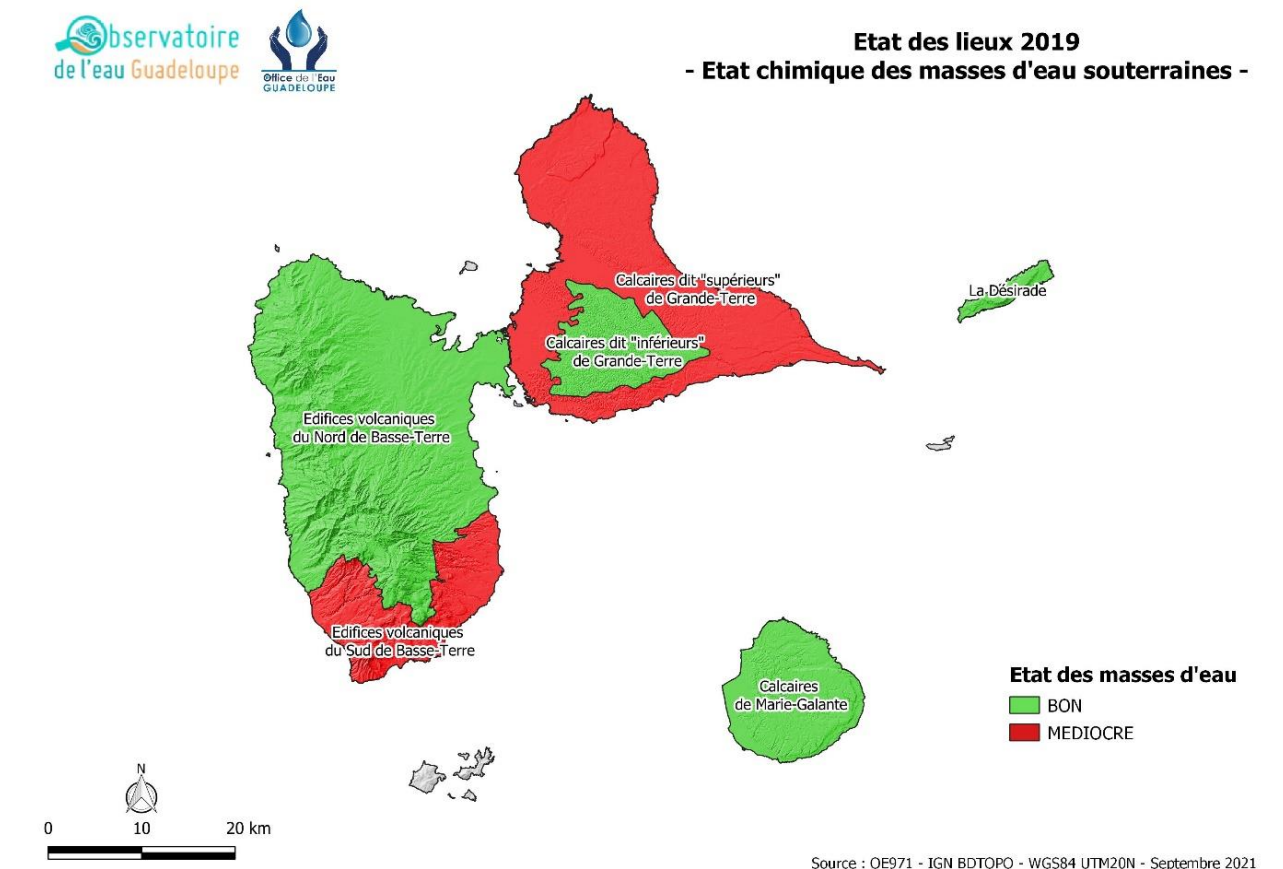 Observatoire
de l'eau Guadeloupe
Office de l'Eau
GUADELOUPE
Etat des lieux 2019
- Etat chimique des masses d'eau souterraines -
Calcaires dit "supérieurs"
de Grande-Terre
La Désirade
Calcaires dit "inférieurs"
de Grande-Terre
Edifices volcaniques
du Nord de Basse-Terre
Edifices volcaniques
du Sud de Basse-Terre
Calcaires
de Marie-Galante
Etat des masses d'eau
BON
MEDIOCRE
N
0 10 20 km
Source : OE971 - IGN BDTOPO - WGS84 UTM20N - Septembre 2021